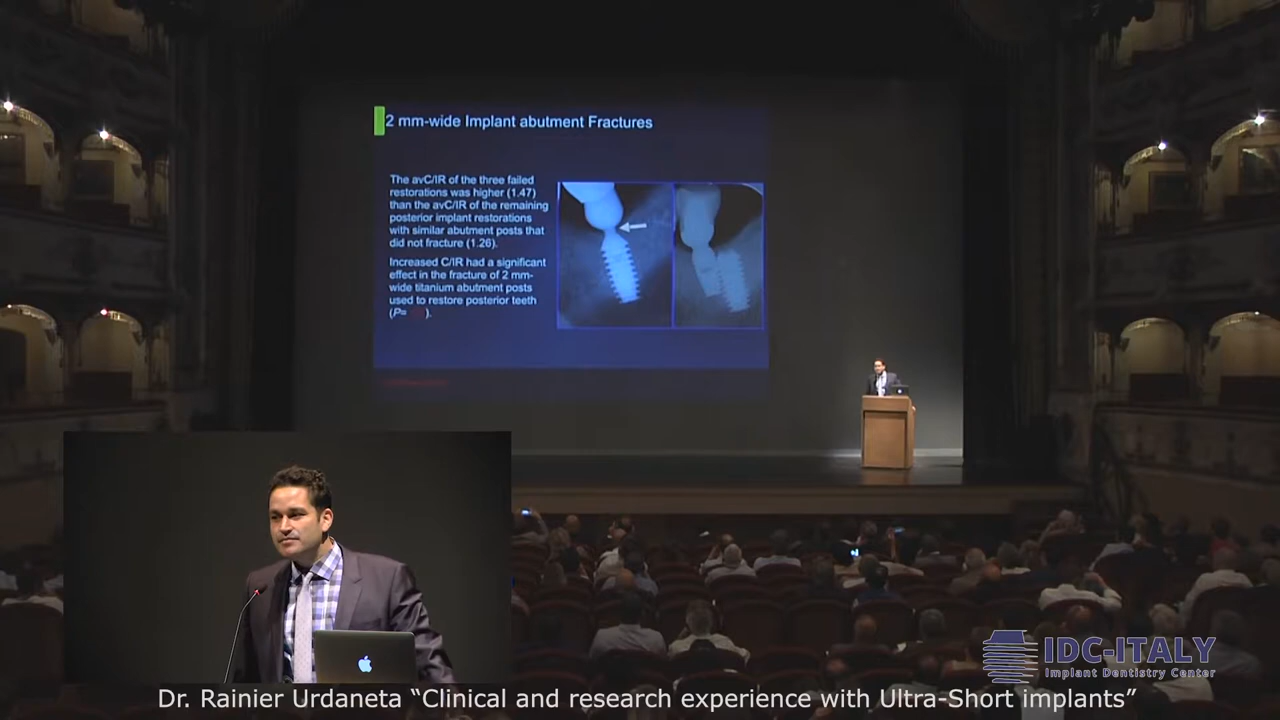 2 mm-wide Implant abutment Fractures
The avC/IR of the three failed
restorations was higher (1.47)
than the avC/IR of the remaining
posterior implant restorations
with similar abutment posts that
did not fracture (1.26).
Increased C/IR had a significant
effect in the fracture of 2 mm-
wide titanium abutment posts
used to restore posterior teeth
(P= ).
IDC-ITALY
Implant Dentistry Center
Dr. Rainier Urdaneta “Clinical and research experience with Ultra-Short implants”